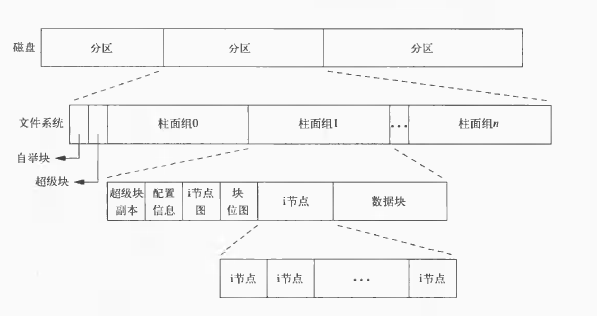 磁盘 分区 分区 分区
文件系统 柱面组0 柱面组1 ... 柱面组n
自举块
超级块
超级块 配置 i节点 块 i节点 数据块
副本 信息 图 位图
i节点 i节点 ... i节点